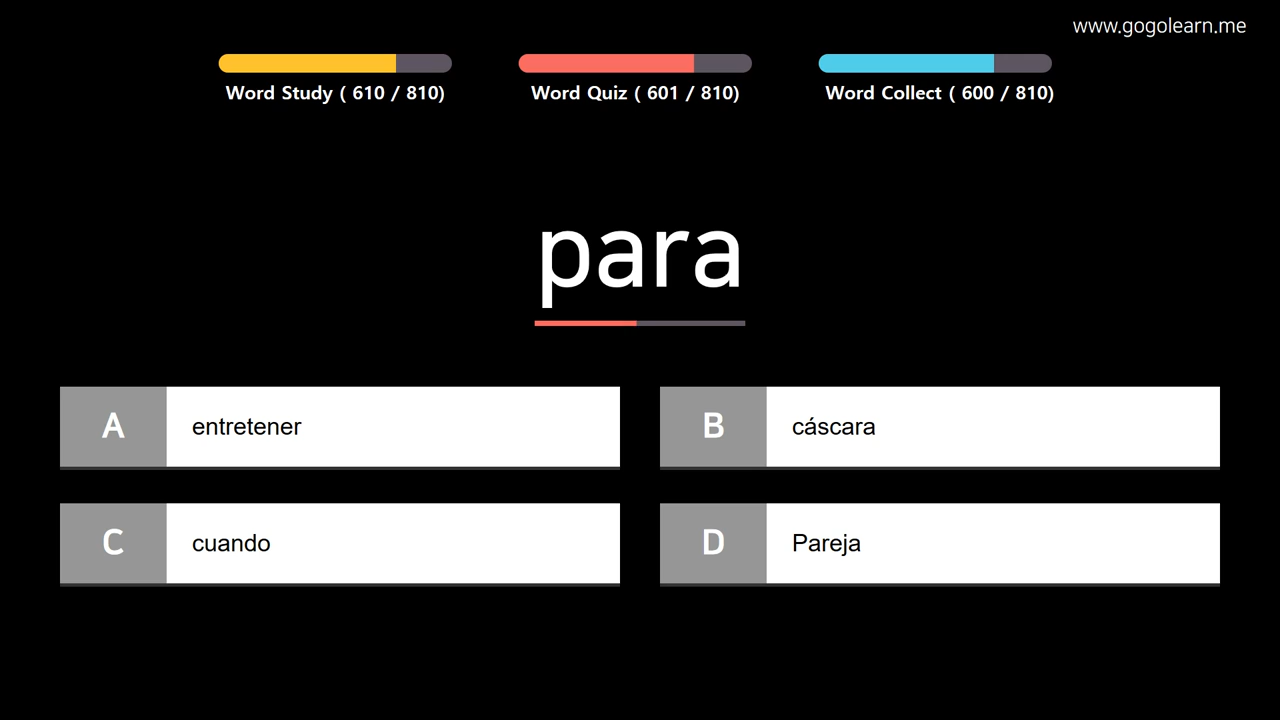 www.gogolearn.me
Word Study ( 610 / 810)
Word Quiz ( 601 / 810)
Word Collect ( 600 / 810)
para
A entretener
B cáscara
C cuando
D Pareja